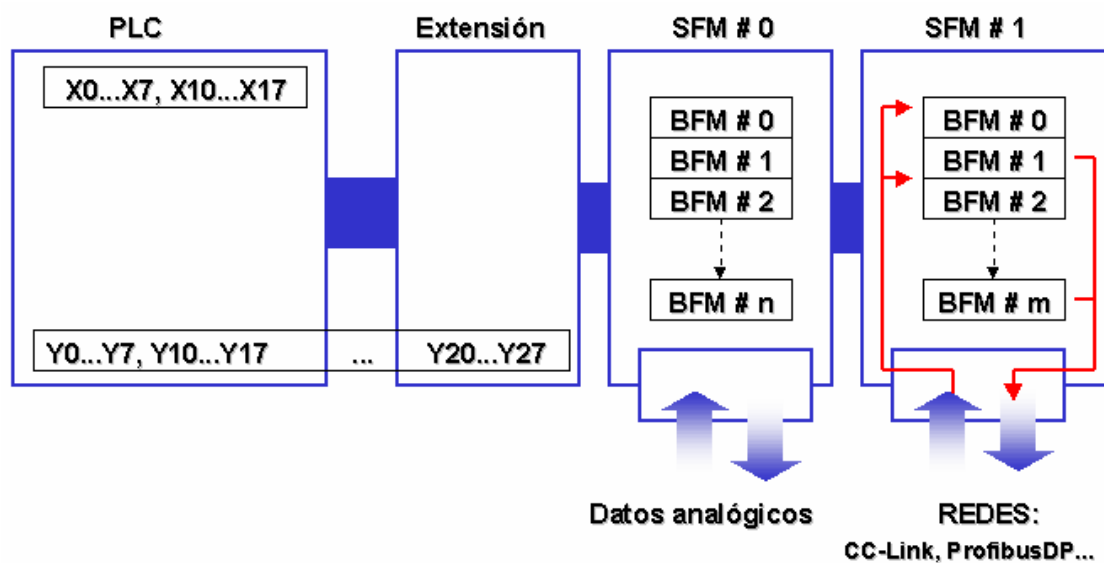 PLC
Extensión
SFM # 0
SFM # 1
X0...X7, X10...X17
BFM # 0
BFM # 1
BFM # 2
BFM # n
BFM # 0
BFM # 1
BFM # 2
BFM # m
Y0...Y7, Y10...Y17 ... Y20...Y27
Datos analógicos
REDES:
CC-Link, ProfibusDP...